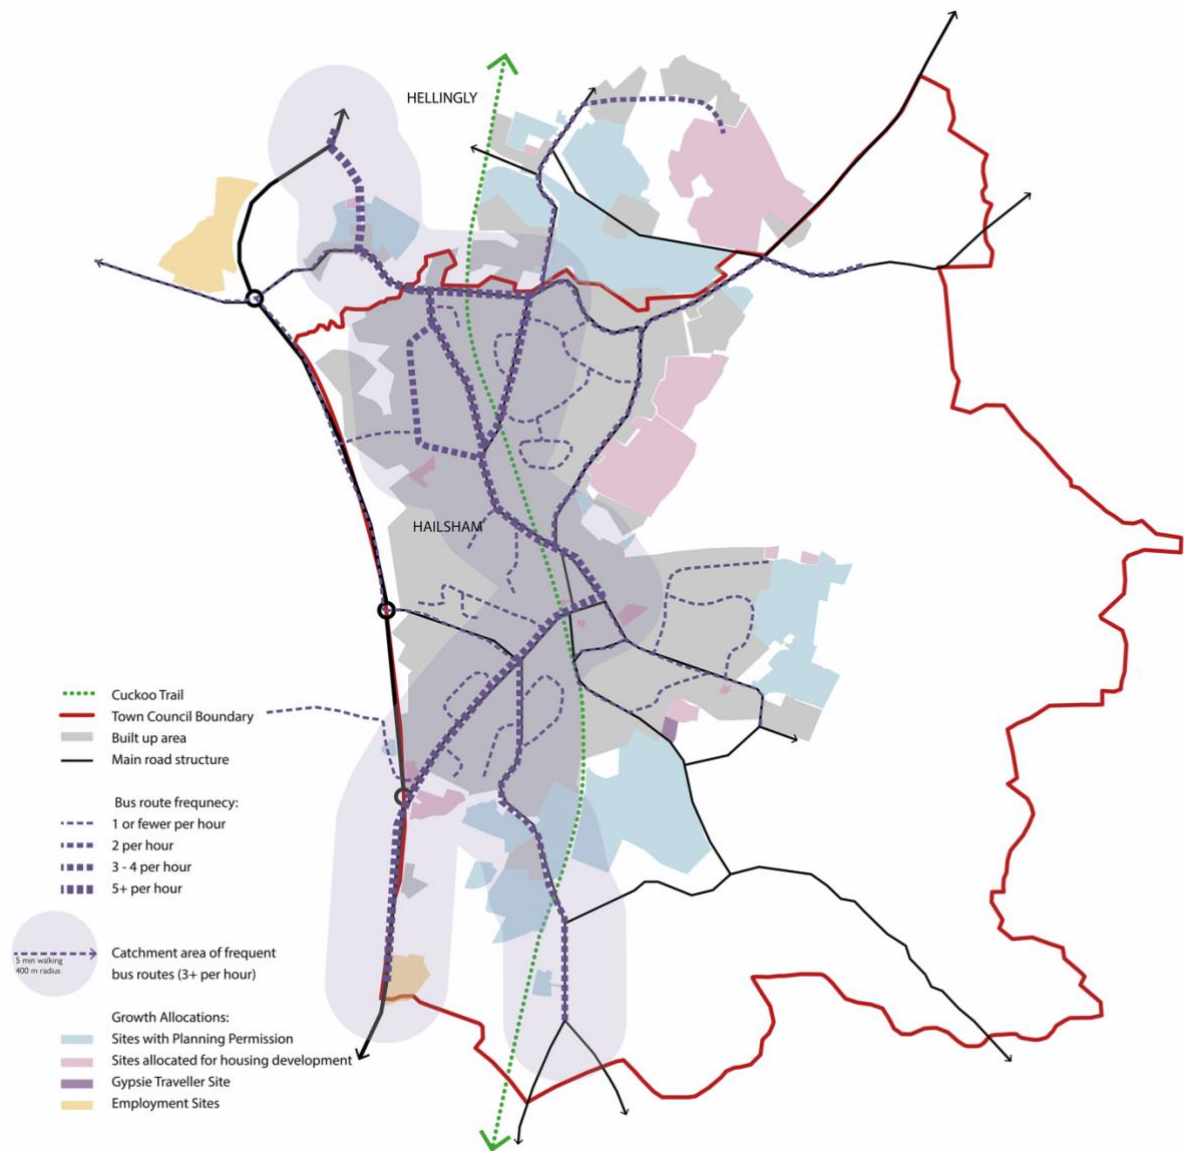 HELLINGLY
HAILSHAM
Cuckoo Trail
Town Council Boundary
Built up area
Main road structure
Bus route frequnecy:
1 or fewer per hour
2 per hour
3 - 4 per hour
5+ per hour
5 min walking
400 m radius
Catchment area of frequent
bus routes (3+ per hour)
Growth Allocations:
Sites with Planning Permission
Sites allocated for housing development
Gypsie Traveller Site
Employment Sites